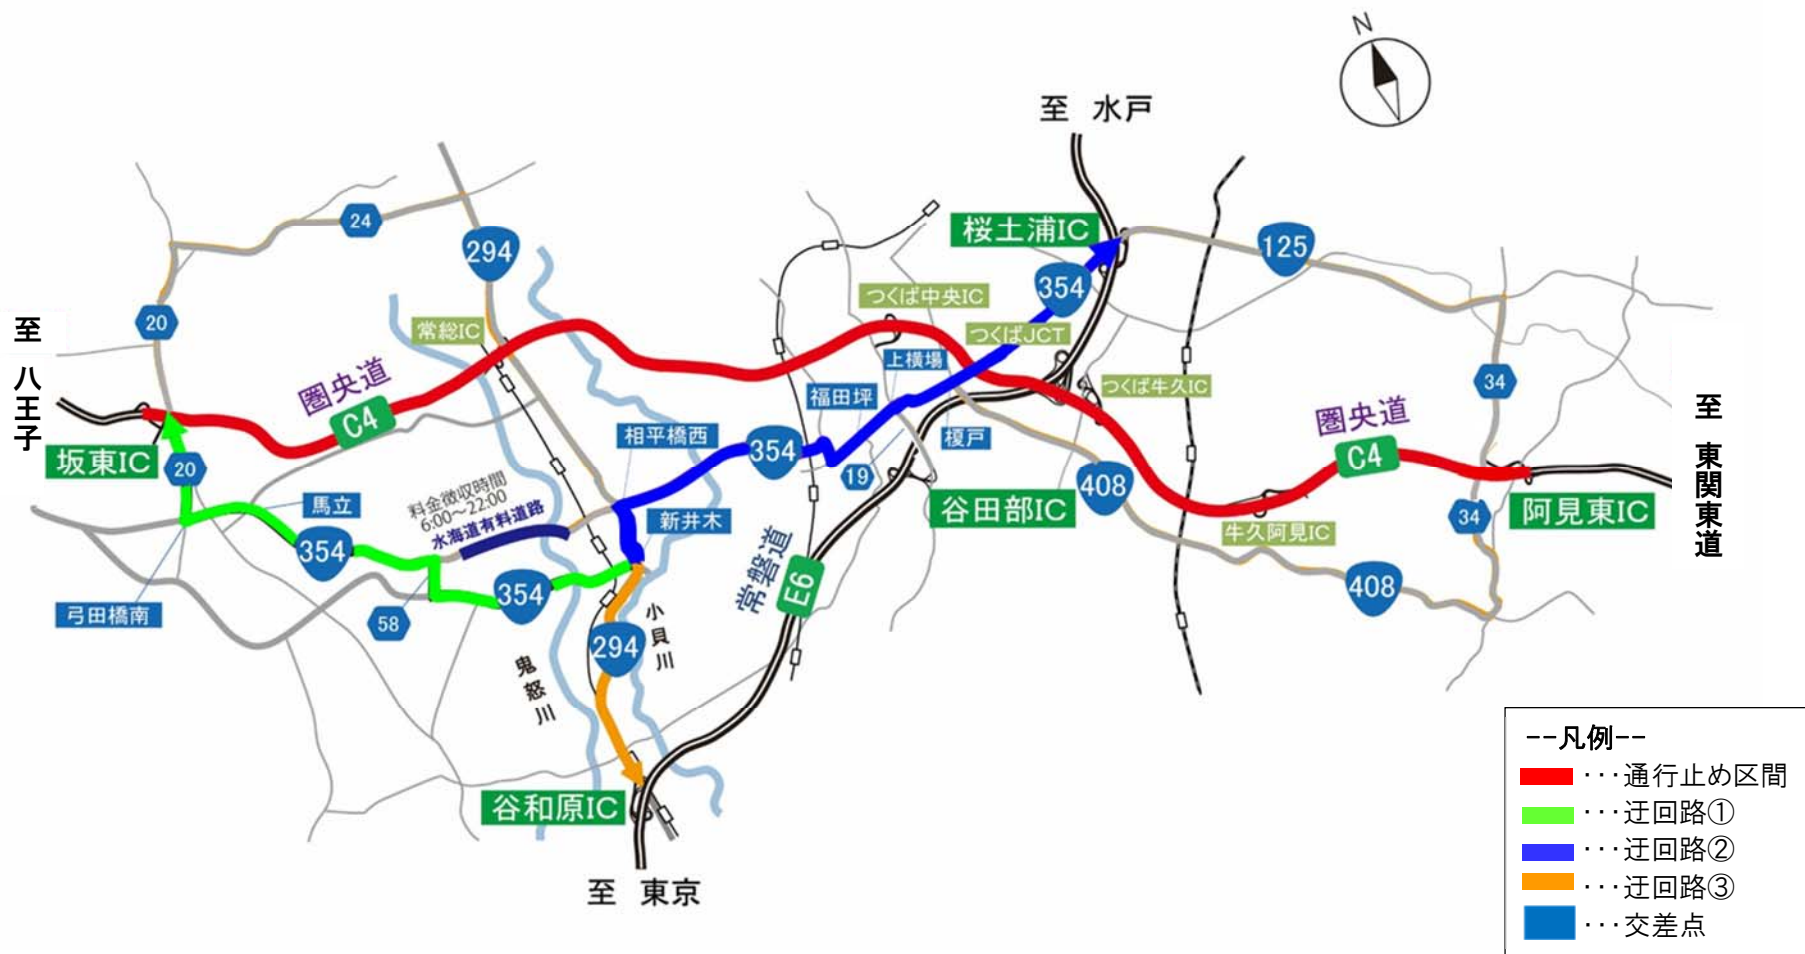 N
至 水戸
24
294
桜土浦IC
125
354
つくば中央IC
20
至
八王子
常総IC
つくばJCT
上横場
福田坪
つくば牛久IC
34
圏央道
C4
坂東IC
20
相平橋西
354
榎戸
19
圏央道
C4
至
東関東道
408
谷田部IC
34
阿見東IC
料金徴収時間
6:00~22:00
水海道有料道路
馬立
新井木
牛久阿見IC
354
常磐道
E6
354
408
弓田橋南
58
小貝川
294
鬼怒川
谷和原IC
至 東京
--凡例--
・・・通行止め区間
・・・迂回路①
・・・迂回路②
・・・迂回路③
・・・交差点